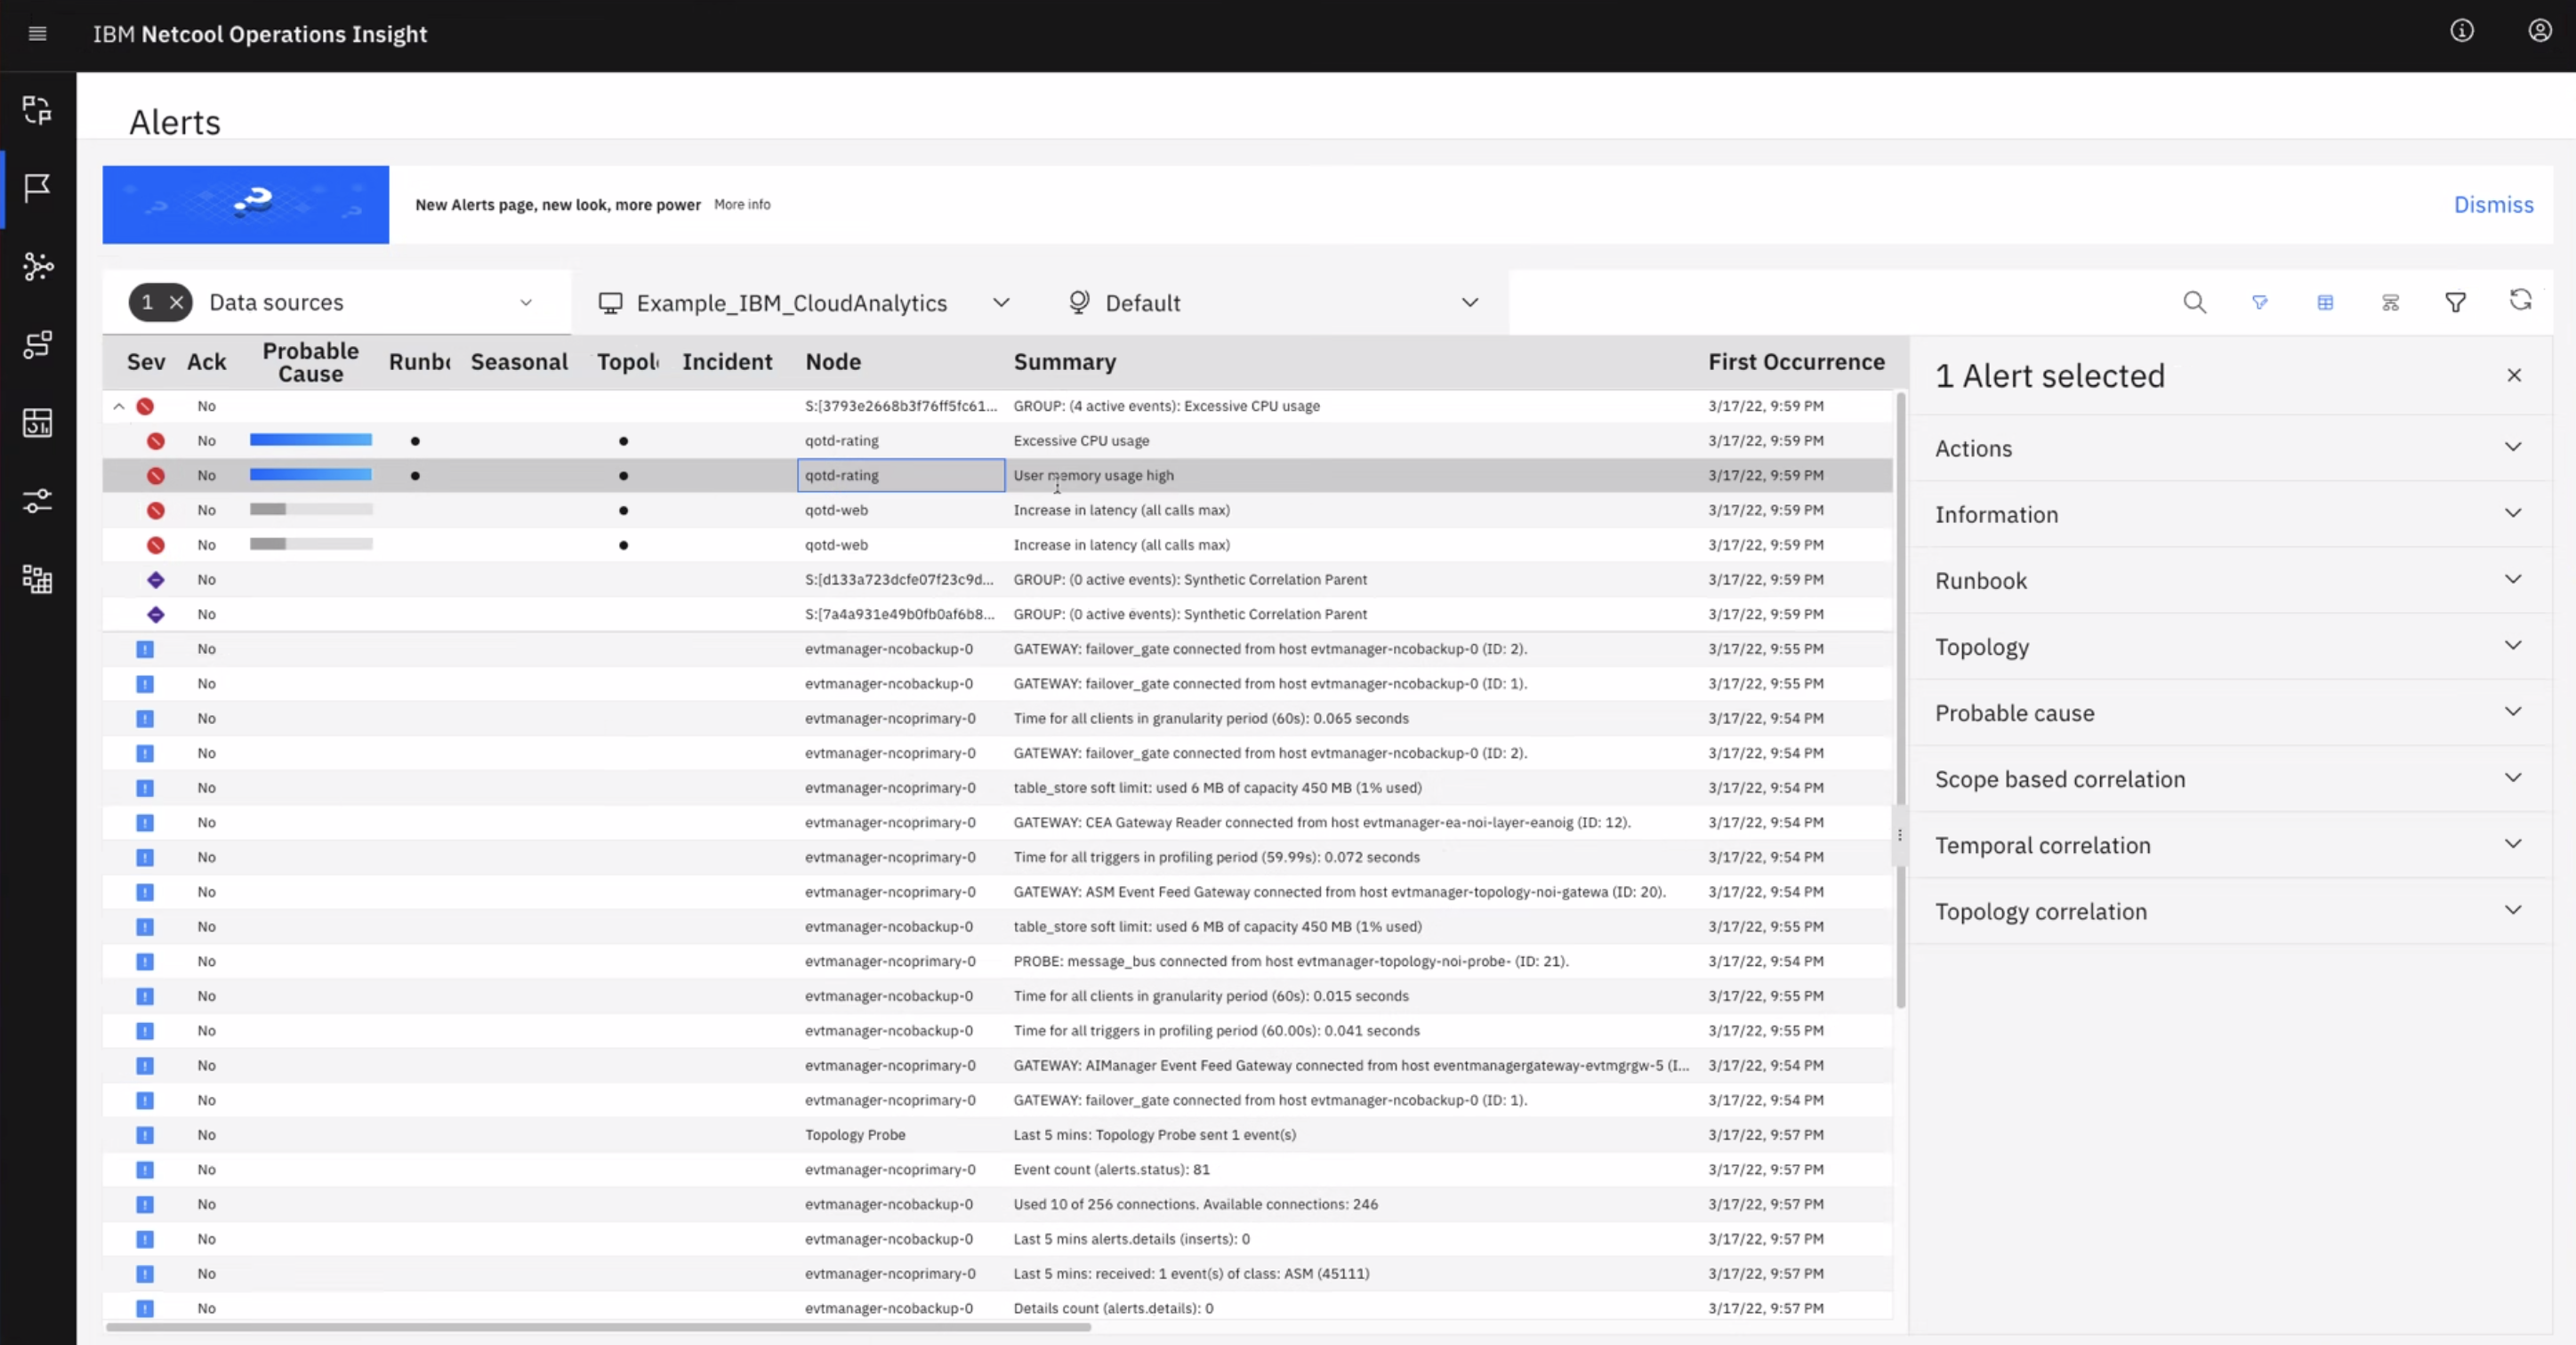 IBM Netcool Operations Insight
Alerts
New Alerts page, new look, more power More info Dismiss
1 Data sources Example_IBM_CloudAnalytics Default
Sev Ack Probable Cause Runbo Seasonal Topol Incident Node Summary First Occurrence
No S:[3793e2668b3f76ff5fc61... GROUP: (4 active events): Excessive CPU usage 3/17/22, 9:59 PM
No qotd-rating Excessive CPU usage 3/17/22, 9:59 PM
No qotd-rating User memory usage high 3/17/22, 9:59 PM
No qotd-web Increase in latency (all calls max) 3/17/22, 9:59 PM
No qotd-web Increase in latency (all calls max) 3/17/22, 9:59 PM
No S:[d133a723dcfe07f23c9d... GROUP: (0 active events): Synthetic Correlation Parent 3/17/22, 9:59 PM
No S:[7a4a931e49b0fb0af6b8... GROUP: (0 active events): Synthetic Correlation Parent 3/17/22, 9:59 PM
No evtmanager-ncobackup-0 GATEWAY: failover_gate connected from host evtmanager-ncobackup-0 (ID: 2). 3/17/22, 9:55 PM
No evtmanager-ncobackup-0 GATEWAY: failover_gate connected from host evtmanager-ncobackup-0 (ID: 1). 3/17/22, 9:55 PM
No evtmanager-ncoprimary-0 Time for all clients in granularity period (60s): 0.065 seconds 3/17/22, 9:54 PM
No evtmanager-ncoprimary-0 GATEWAY: failover_gate connected from host evtmanager-ncobackup-0 (ID: 2). 3/17/22, 9:54 PM
No evtmanager-ncoprimary-0 table_store soft limit: used 6 MB of capacity 450 MB (1% used) 3/17/22, 9:54 PM
No evtmanager-ncoprimary-0 GATEWAY: CEA Gateway Reader connected from host evtmanager-ea-noi-layer-eanoig (ID: 12). 3/17/22, 9:54 PM
No evtmanager-ncoprimary-0 Time for all triggers in profiling period (59.99s): 0.072 seconds 3/17/22, 9:54 PM
No evtmanager-ncoprimary-0 GATEWAY: ASM Event Feed Gateway connected from host evtmanager-topology-noi-gatewa (ID: 20). 3/17/22, 9:54 PM
No evtmanager-ncobackup-0 table_store soft limit: used 6 MB of capacity 450 MB (1% used) 3/17/22, 9:55 PM
No evtmanager-ncoprimary-0 PROBE: message_bus connected from host evtmanager-topology-noi-probe- (ID: 21). 3/17/22, 9:54 PM
No evtmanager-ncobackup-0 Time for all clients in granularity period (60s): 0.015 seconds 3/17/22, 9:55 PM
No evtmanager-ncobackup-0 Time for all triggers in profiling period (60.00s): 0.041 seconds 3/17/22, 9:55 PM
No evtmanager-ncoprimary-0 GATEWAY: AIManager Event Feed Gateway connected from host eventmanagergateway-evtmgrgw-5 (I... 3/17/22, 9:54 PM
No evtmanager-ncoprimary-0 GATEWAY: failover_gate connected from host evtmanager-ncobackup-0 (ID: 1). 3/17/22, 9:54 PM
No Topology Probe Last 5 mins: Topology Probe sent 1 event(s) 3/17/22, 9:57 PM
No evtmanager-ncoprimary-0 Event count (alerts.status): 81 3/17/22, 9:57 PM
No evtmanager-ncobackup-0 Used 10 of 256 connections. Available connections: 246 3/17/22, 9:57 PM
No evtmanager-ncobackup-0 Last 5 mins alerts.details (inserts): 0 3/17/22, 9:57 PM
No evtmanager-ncoprimary-0 Last 5 mins: received: 1 event(s) of class: ASM (45111) 3/17/22, 9:57 PM
No evtmanager-ncobackup-0 Details count (alerts.details): 0 3/17/22, 9:57 PM
1 Alert selected
Actions
Information
Runbook
Topology
Probable cause
Scope based correlation
Temporal correlation
Topology correlation